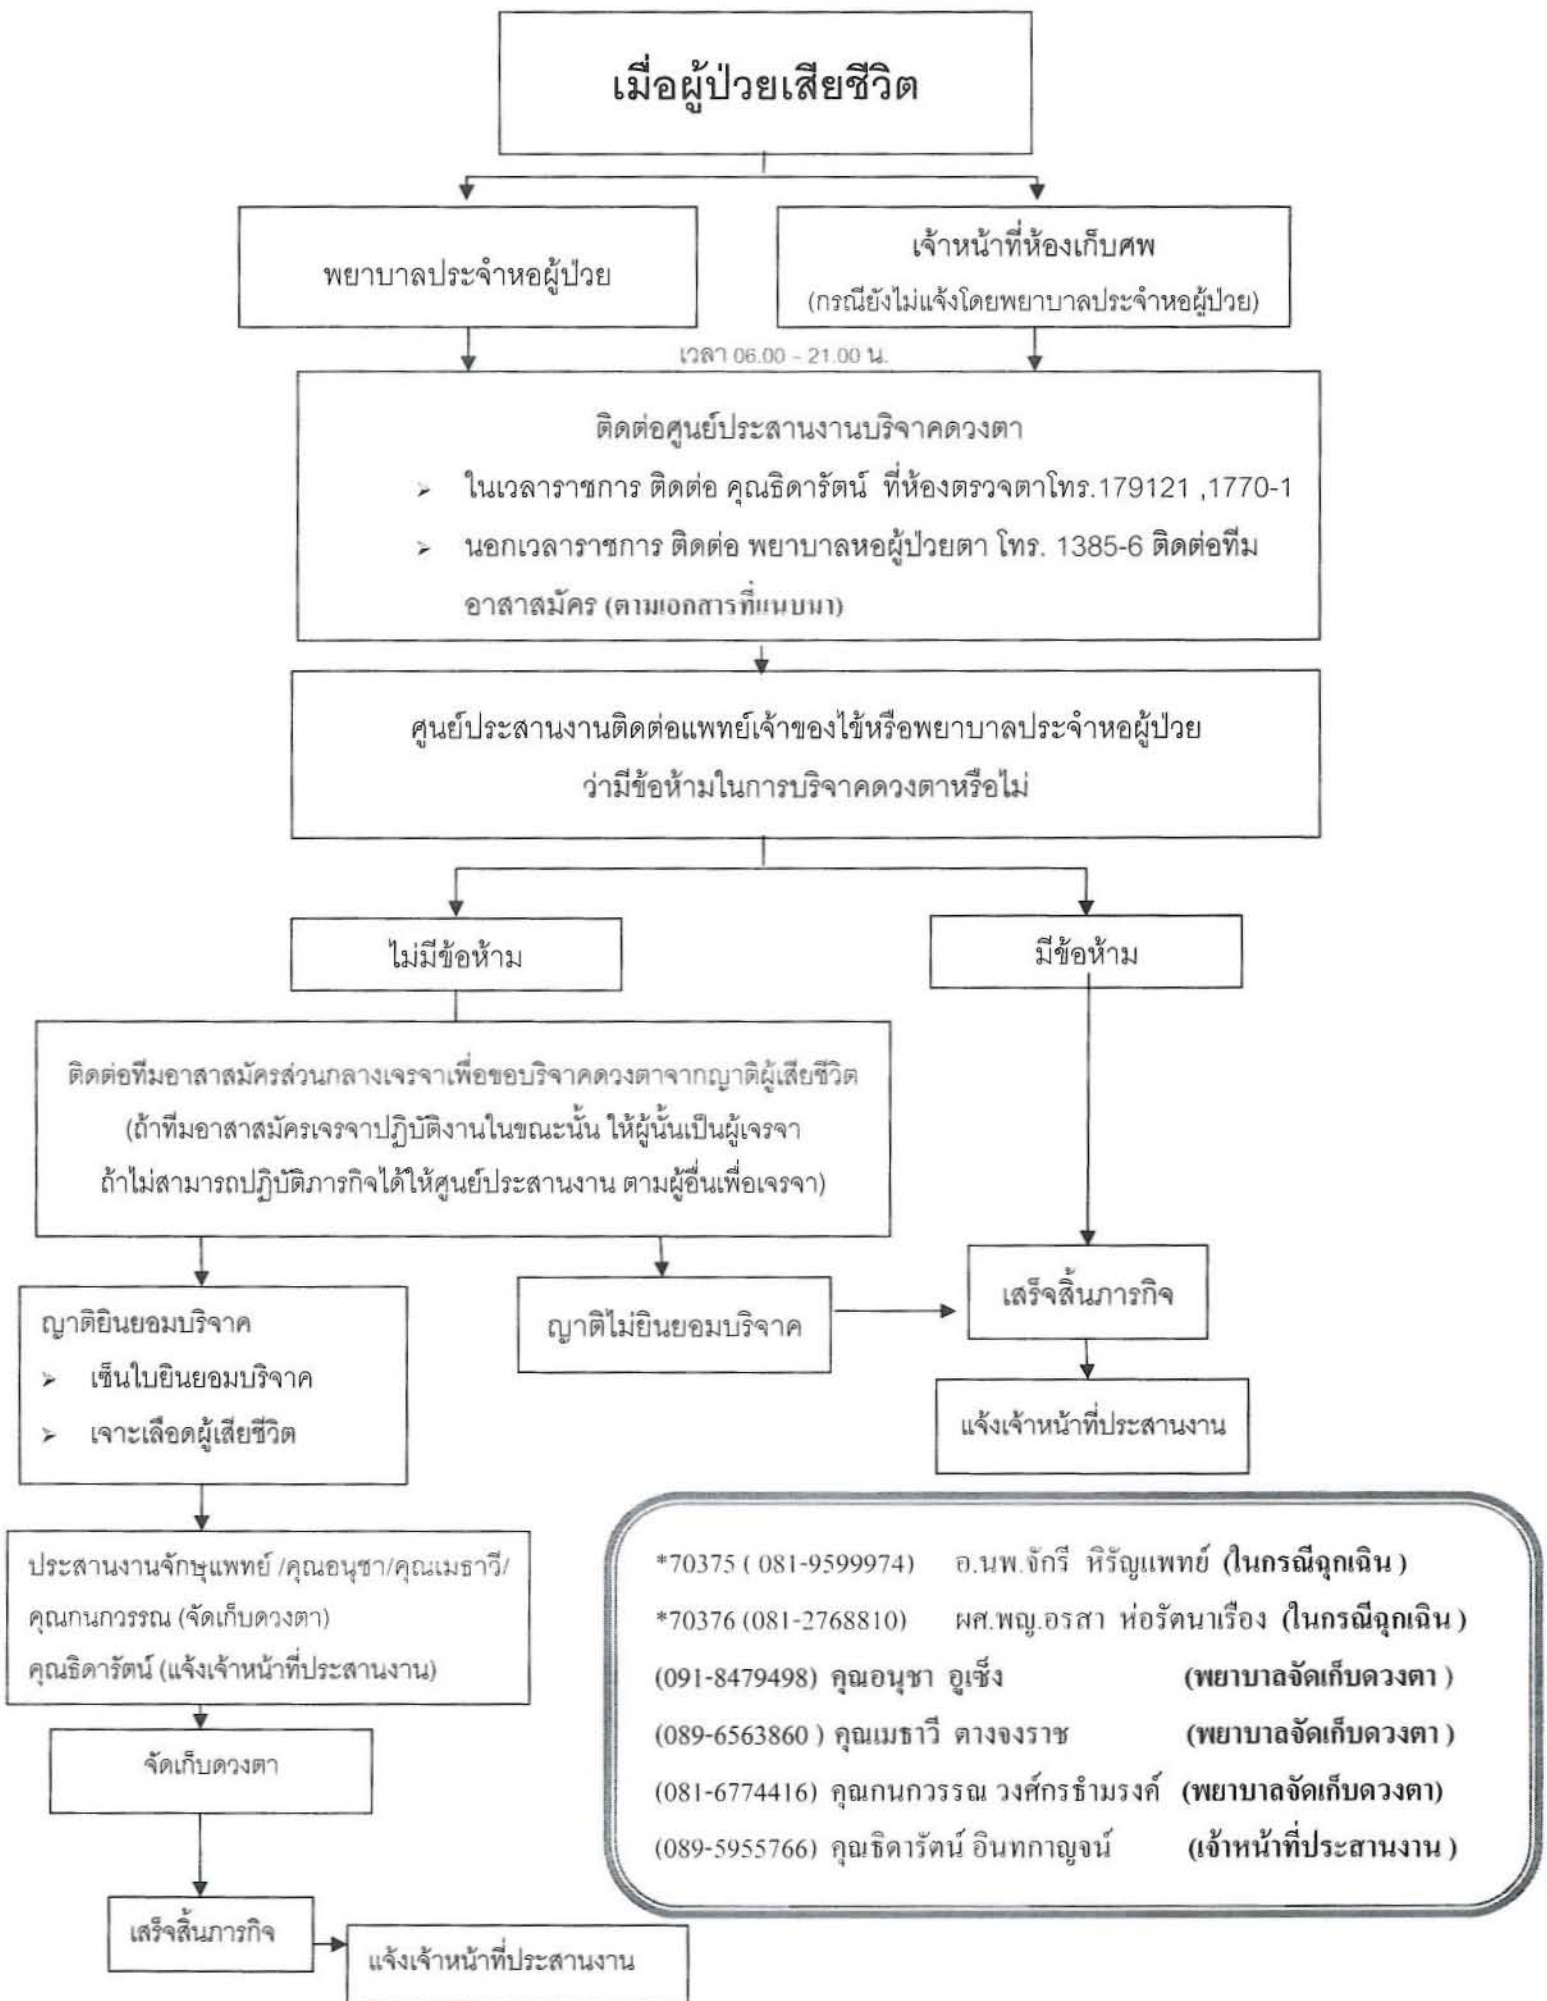 เมื่อผู้ป่วยเสียชีวิต
พยาบาลประจำหอผู้ป่วย
เจ้าหน้าที่ห้องเก็บศพ
(กรณียังไม่แจ้งโดยพยาบาลประจำหอผู้ป่วย)
เวลา 06.00 - 21.00 น.
ติดต่อศูนย์ประสานงานบริจาคดวงตา
➢ ในเวลาราชการ ติดต่อ คุณธิดารัตน์ ที่ห้องตรวจตาโทร.179121 ,1770-1
➢ นอกเวลาราชการ ติดต่อ พยาบาลหอผู้ป่วยตา โทร. 1385-6 ติดต่อทีม
อาสาสมัคร (ตามเอกสารที่แนบมา)
ศูนย์ประสานงานติดต่อแพทย์เจ้าของไข้หรือพยาบาลประจำหอผู้ป่วย
ว่ามีข้อห้ามในการบริจาคดวงตาหรือไม่
ไม่มีข้อห้าม
มีข้อห้าม
ติดต่อทีมอาสาสมัครส่วนกลางเจรจาเพื่อขอบริจาคดวงตาจากญาติผู้เสียชีวิต
(ถ้าทีมอาสาสมัครเจรจาปฏิบัติงานในขณะนั้น ให้ผู้นั้นเป็นผู้เจรจา
ถ้าไม่สามารถปฏิบัติภารกิจได้ให้ศูนย์ประสานงาน ตามผู้อื่นเพื่อเจรจา)
ญาติยินยอมบริจาค
➢ เซ็นใบยินยอมบริจาค
➢ เจาะเลือดผู้เสียชีวิต
ญาติไม่ยินยอมบริจาค
เสร็จสิ้นภารกิจ
แจ้งเจ้าหน้าที่ประสานงาน
ประสานงานจักษุแพทย์ /คุณอนุชา/คุณเมธาวี/
คุณกนกวรรณ (จัดเก็บดวงตา)
คุณธิดารัตน์ (แจ้งเจ้าหน้าที่ประสานงาน)
จัดเก็บดวงตา
เสร็จสิ้นภารกิจ
แจ้งเจ้าหน้าที่ประสานงาน
*70375 ( 081-9599974) อ.นพ.จักรี หิรัญแพทย์ (ในกรณีฉุกเฉิน )
*70376 (081-2768810) ผศ.พญ.อรสา ห่อรัตนาเรือง (ในกรณีฉุกเฉิน )
(091-8479498) คุณอนุชา อูเซ็ง (พยาบาลจัดเก็บดวงตา )
(089-6563860 ) คุณเมธาวี ตางจงราช (พยาบาลจัดเก็บดวงตา )
(081-6774416) คุณกนกวรรณ วงศ์กรธำมรงค์ (พยาบาลจัดเก็บดวงตา)
(089-5955766) คุณธิดารัตน์ อินทกาญจน์ (เจ้าหน้าที่ประสานงาน )